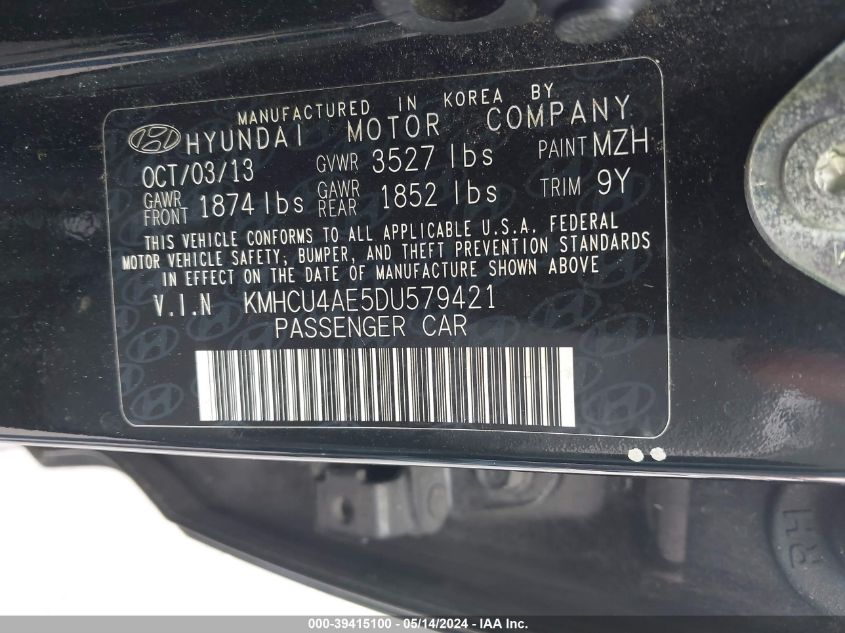 MANUFACTURED IN KOREA BY
HYUNDAI MOTOR COMPANY
OCT/03/13 GVWR 3527 lbs PAINT MZH
GAWR FRONT 1874 lbs GAWR REAR 1852 lbs TRIM 9Y
THIS VEHICLE CONFORMS TO ALL APPLICABLE U.S.A. FEDERAL
MOTOR VEHICLE SAFETY, BUMPER, AND THEFT PREVENTION STANDARDS
IN EFFECT ON THE DATE OF MANUFACTURE SHOWN ABOVE
V.I.N KMHCU4AE5DU579421
PASSENGER CAR
RH
000-39415100 - 05/14/2024 - IAA Inc.